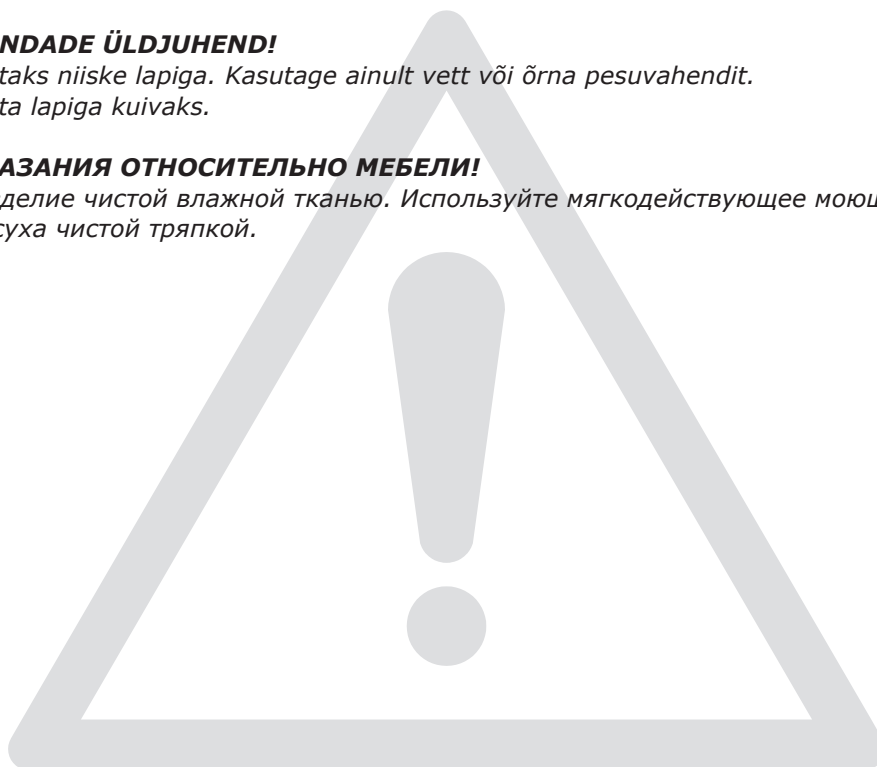 NDADE ÜLDJUHEND!
taks niiske lapiga. Kasutage ainult vett või õrna pesuvahendit.
ta lapiga kuivaks.
АЗАНИЯ ОТНОСИТЕЛЬНО МЕБЕЛИ!
делие чистой влажной тканью. Используйте мягкодействующее моющ
суха чистой тряпкой.